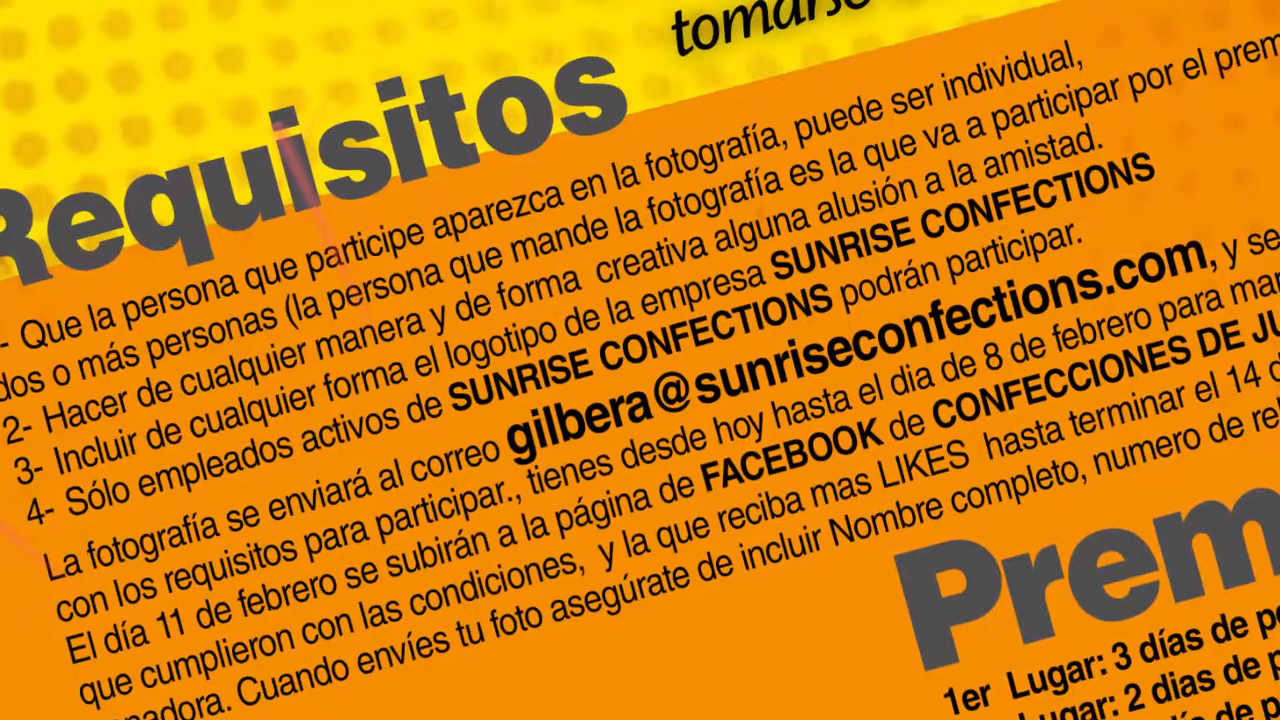 tomarse
Requisitos
- Que la persona que participe aparezca en la fotografía, puede ser individual,
dos o más personas (la persona que mande la fotografía es la que va a participar por el prem
2- Hacer de cualquier manera y de forma creativa alguna alusión a la amistad.
3- Incluir de cualquier forma el logotipo de la empresa SUNRISE CONFECTIONS
4- Sólo empleados activos de SUNRISE CONFECTIONS podrán participar.
La fotografía se enviará al correo gilbera@sunriseconfections.com, y se
con los requisitos para participar., tienes desde hoy hasta el dia de 8 de febrero para man
El día 11 de febrero se subirán a la página de FACEBOOK de CONFECCIONES DE JU
que cumplieron con las condiciones, y la que reciba mas LIKES hasta terminar el 14 d
nadora. Cuando envíes tu foto asegúrate de incluir Nombre completo, numero de rel
Prem
1er Lugar: 3 días de p
Lugar: 2 dias de p
de p